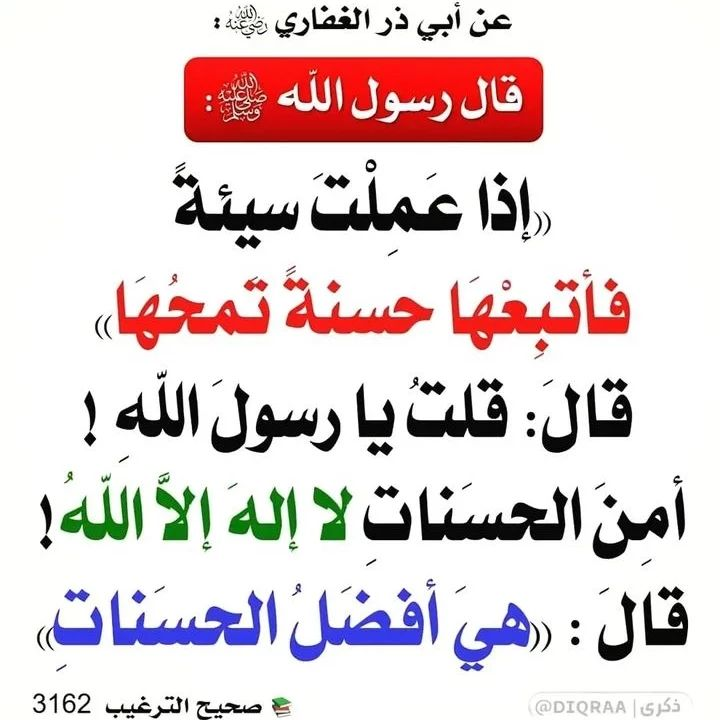 عن أبي ذر الغفاري رضي الله عنه :
قال رسول الله ﷺ :
((إذا عَمِلْتَ سيئةً
فأتبِعْهَا حسنةً تَمحُهَا))
قالَ: قلتُ يا رسولَ اللهِ !
أمِنَ الحسَناتِ لا إلهَ إلاَّ اللهُ!
قالَ : ((هيَ أفضَلُ الحسَناتِ))
صحيح الترغيب 3162
ذكرى | DIQRAA@